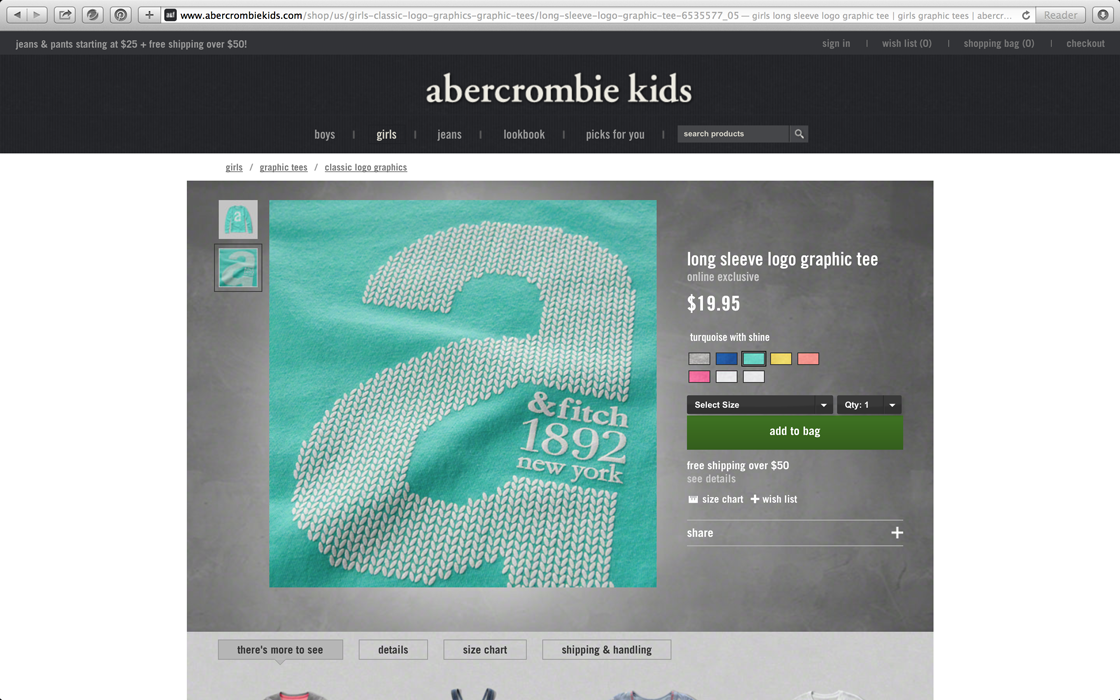 www.abercrombiekids.com/shop/us/girls-classic-logo-graphics-graphic-tees/long-sleeve-logo-graphic-tee-6535577_05 — girls long sleeve logo graphic tee | girls graphic tees | abercr...
Reader
jeans & pants starting at $25 + free shipping over $50!
sign in | wish list (0) | shopping bag (0) | checkout
abercrombie kids
boys | girls | jeans | lookbook | picks for you | search products
girls / graphic tees / classic logo graphics
a
&fitch
1892
new york
long sleeve logo graphic tee
online exclusive
$19.95
turquoise with shine
Select Size Qty: 1
add to bag
free shipping over $50
see details
size chart + wish list
share +
there's more to see details size chart shipping & handling